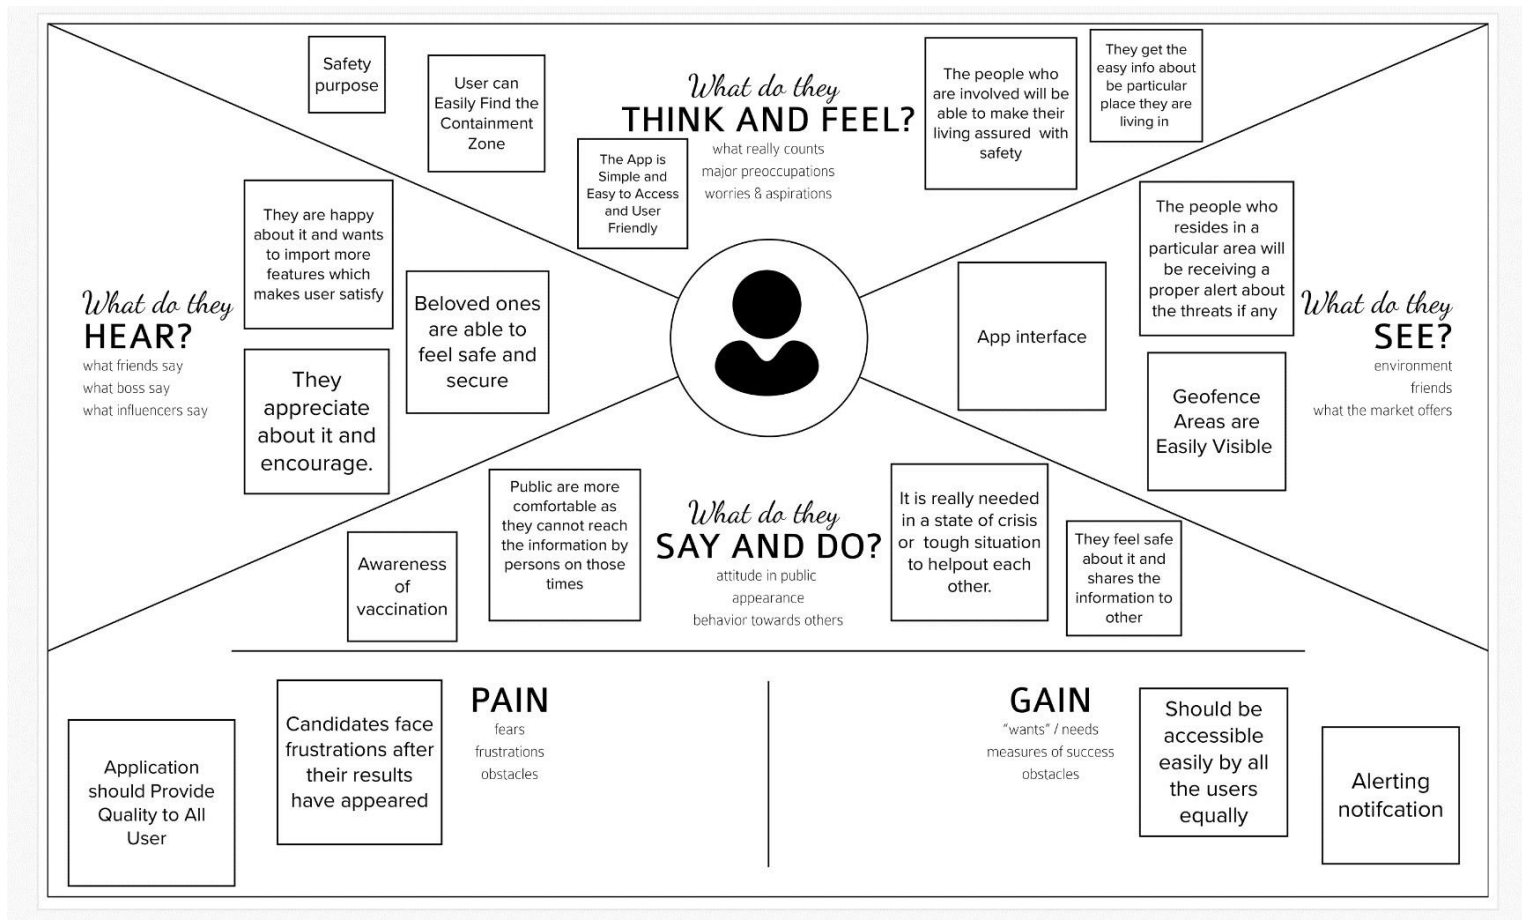 Safety
purpose
User can
Easily Find the
Containment
Zone
What do they
THINK AND FEEL?
what really counts
major preoccupations
worries & aspirations
The App is
Simple and
Easy to Access
and User
Friendly
The people who
are involved will be
able to make their
living assured with
safety
They get the
easy info about
be particular
place they are
living in
What do they
HEAR?
what friends say
what boss say
what influencers say
They are happy
about it and wants
to import more
features which
makes user satisfy
Beloved ones
are able to
feel safe and
secure
They
appreciate
about it and
encourage.
App interface
The people who
resides in a
particular area will
be receiving a
proper alert about
the threats if any
Geofence
Areas are
Easily Visible
What do they
SEE?
environment
friends
what the market offers
Awareness
of
vaccination
Public are more
comfortable as
they cannot reach
the information by
persons on those
times
What do they
SAY AND DO?
attitude in public
appearance
behavior towards others
It is really needed
in a state of crisis
or tough situation
to helpout each
other.
They feel safe
about it and
shares the
information to
other
Application
should Provide
Quality to All
User
Candidates face
frustrations after
their results
have appeared
PAIN
fears
frustrations
obstacles
GAIN
“wants” / needs
measures of success
obstacles
Should be
accessible
easily by all
the users
equally
Alerting
notifcation